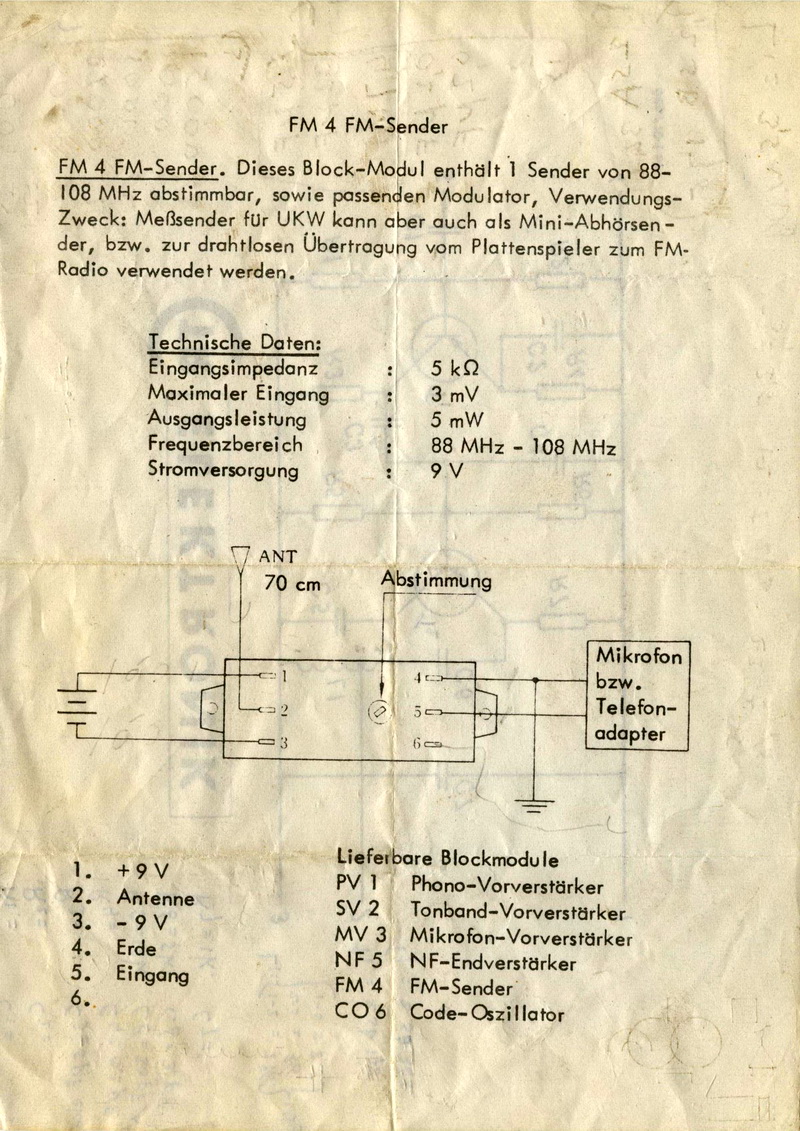 FM 4 FM-Sender
FM 4 FM-Sender. Dieses Block-Modul enthält 1 Sender von 88-
108 MHz abstimmbar, sowie passenden Modulator, Verwendungs-
Zweck: Meßsender für UKW kann aber auch als Mini-Abhörsen-
der, bzw. zur drahtlosen Übertragung vom Plattenspieler zum FM-
Radio verwendet werden.
Technische Daten:
Eingangsimpedanz : 5 kΩ
Maximaler Eingang : 3 mV
Ausgangsleistung : 5 mW
Frequenzbereich : 88 MHz - 108 MHz
Stromversorgung : 9 V
ANT
70 cm
Abstimmung
1
2
3
4
5
6
Mikrofon
bzw.
Telefon-
adapter
1. + 9 V
2. Antenne
3. - 9 V
4. Erde
5. Eingang
6.
Lieferbare Blockmodule
PV 1 Phono-Vorverstärker
SV 2 Tonband-Vorverstärker
MV 3 Mikrofon-Vorverstärker
NF 5 NF-Endverstärker
FM 4 FM-Sender
CO 6 Code-Oszillator